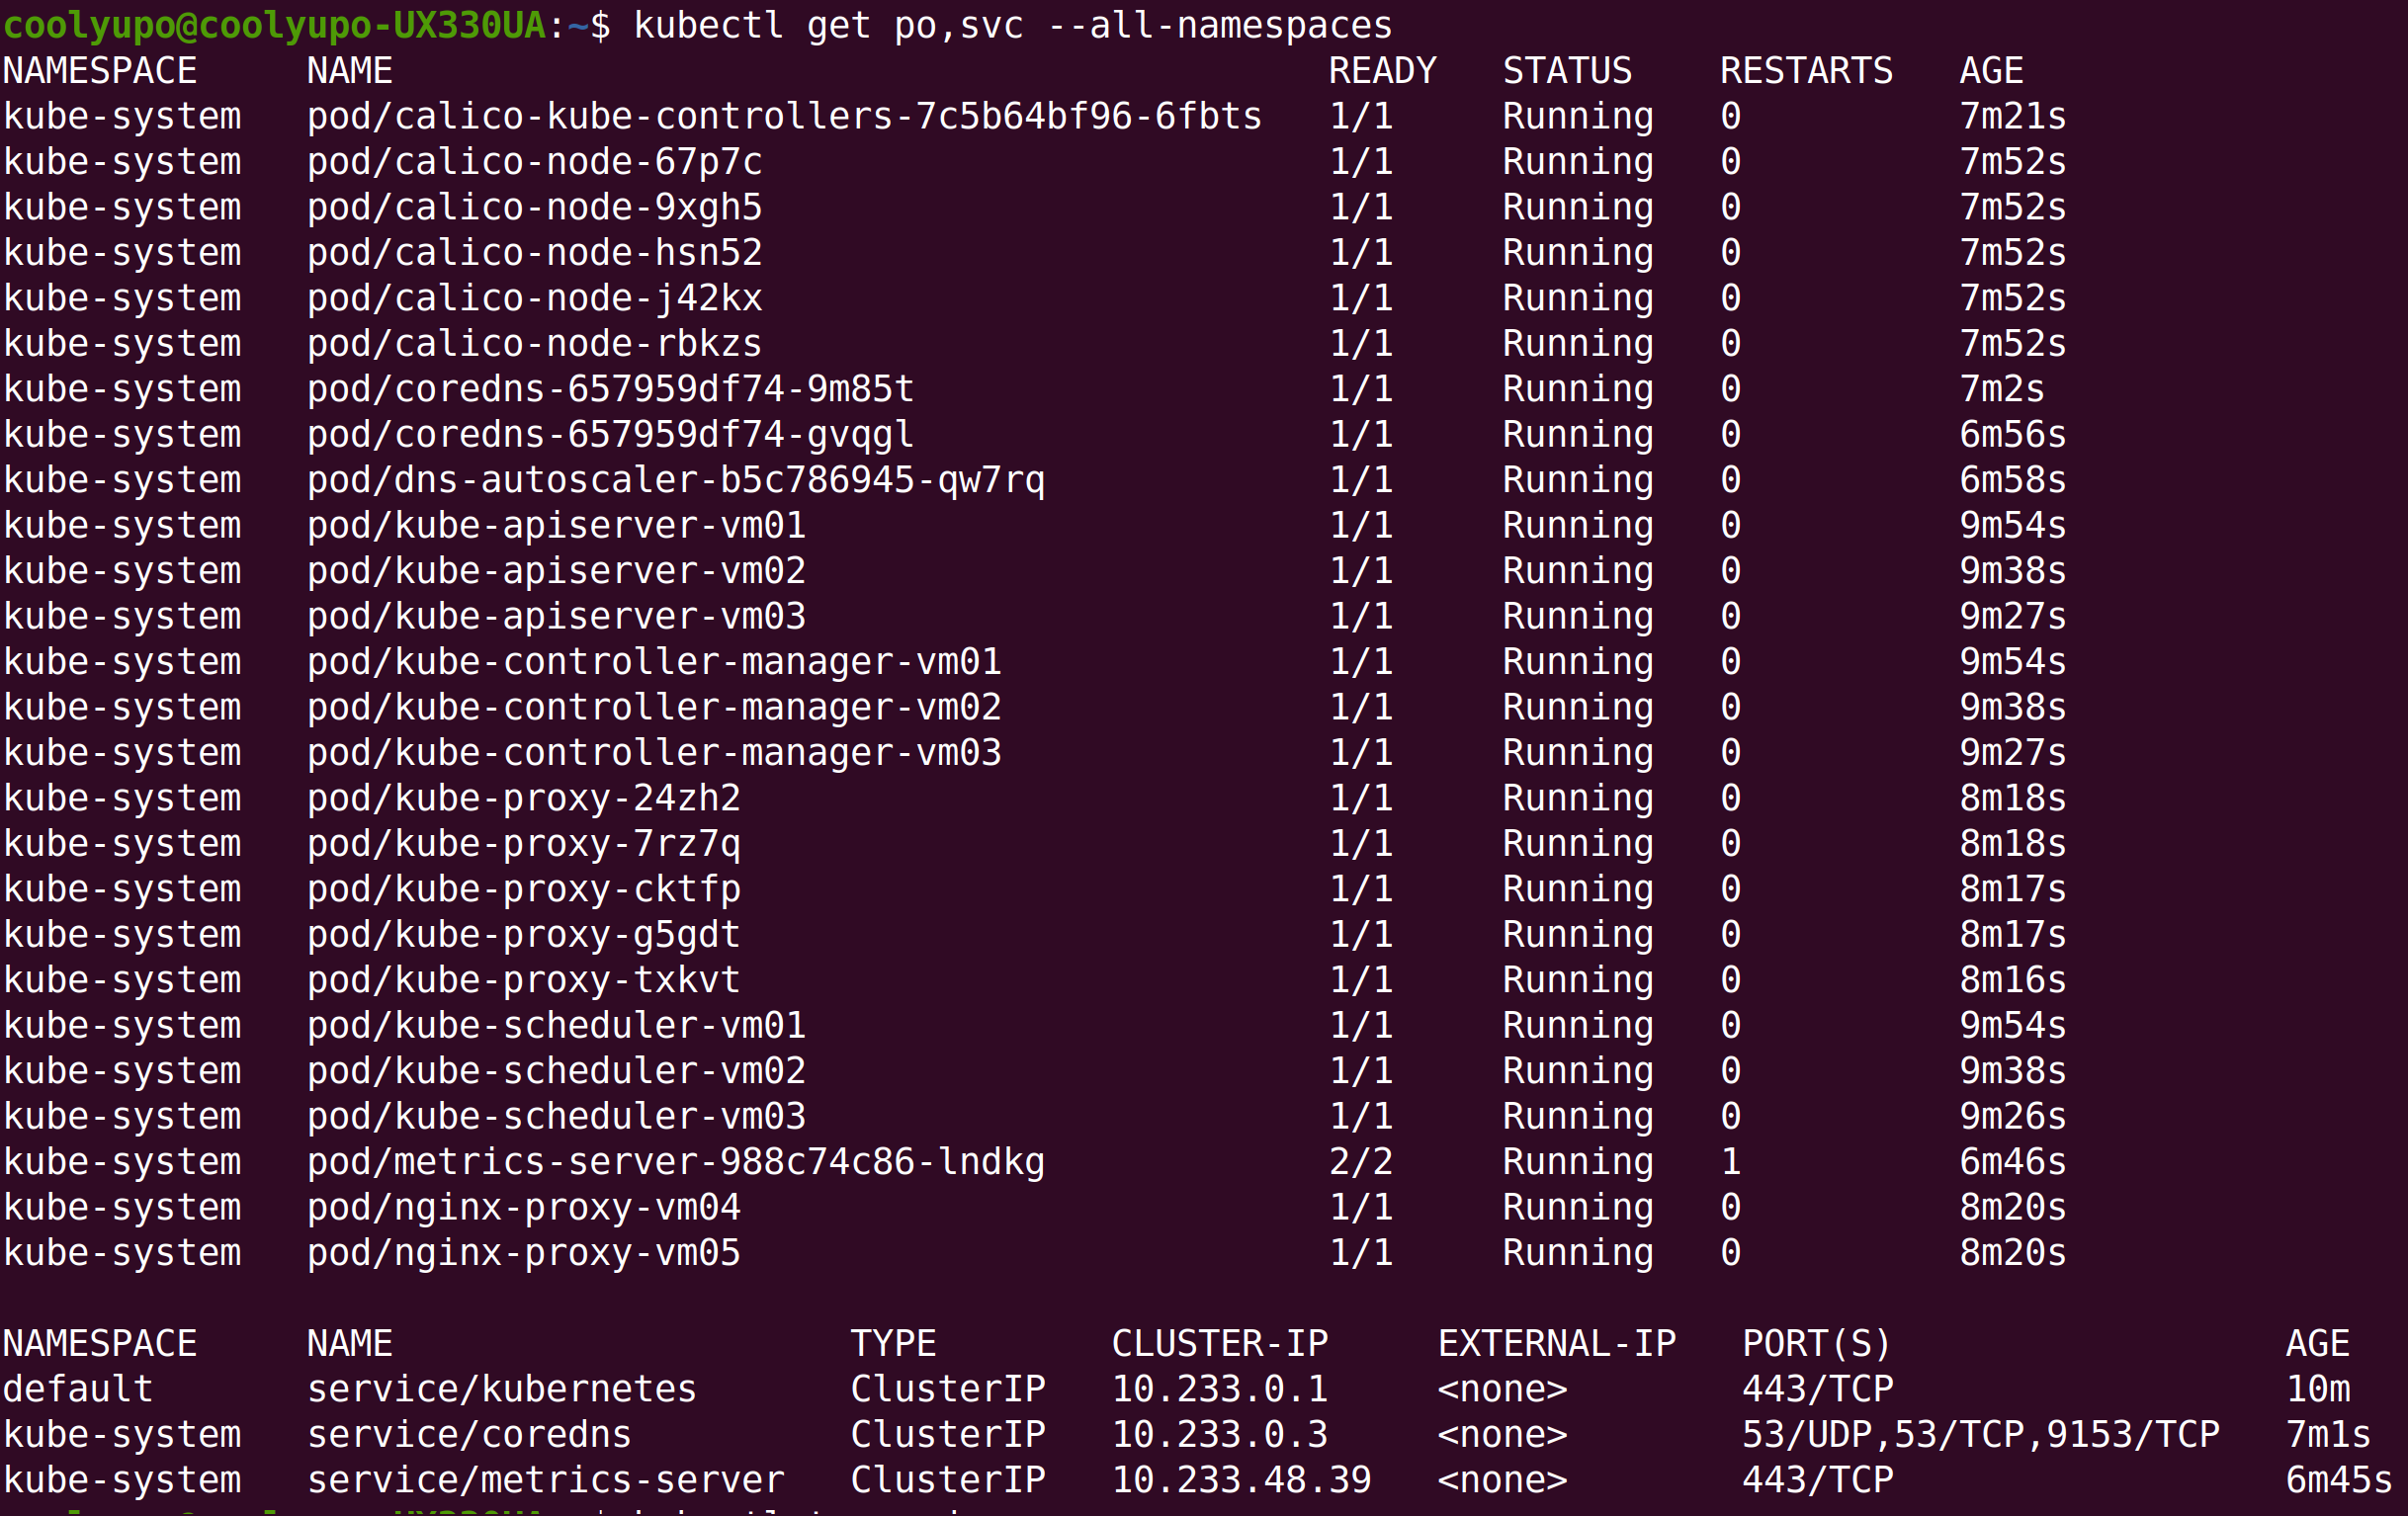 coolyupo@coolyupo-UX330UA:~$ kubectl get po,svc --all-namespaces
NAMESPACE     NAME                                           READY   STATUS    RESTARTS   AGE
kube-system   pod/calico-kube-controllers-7c5b64bf96-6fbts   1/1     Running   0          7m21s
kube-system   pod/calico-node-67p7c                          1/1     Running   0          7m52s
kube-system   pod/calico-node-9xgh5                          1/1     Running   0          7m52s
kube-system   pod/calico-node-hsn52                          1/1     Running   0          7m52s
kube-system   pod/calico-node-j42kx                          1/1     Running   0          7m52s
kube-system   pod/calico-node-rbkzs                          1/1     Running   0          7m52s
kube-system   pod/coredns-657959df74-9m85t                   1/1     Running   0          7m2s
kube-system   pod/coredns-657959df74-gvqgl                   1/1     Running   0          6m56s
kube-system   pod/dns-autoscaler-b5c786945-qw7rq             1/1     Running   0          6m58s
kube-system   pod/kube-apiserver-vm01                        1/1     Running   0          9m54s
kube-system   pod/kube-apiserver-vm02                        1/1     Running   0          9m38s
kube-system   pod/kube-apiserver-vm03                        1/1     Running   0          9m27s
kube-system   pod/kube-controller-manager-vm01               1/1     Running   0          9m54s
kube-system   pod/kube-controller-manager-vm02               1/1     Running   0          9m38s
kube-system   pod/kube-controller-manager-vm03               1/1     Running   0          9m27s
kube-system   pod/kube-proxy-24zh2                           1/1     Running   0          8m18s
kube-system   pod/kube-proxy-7rz7q                           1/1     Running   0          8m18s
kube-system   pod/kube-proxy-cktfp                           1/1     Running   0          8m17s
kube-system   pod/kube-proxy-g5gdt                           1/1     Running   0          8m17s
kube-system   pod/kube-proxy-txkvt                           1/1     Running   0          8m16s
kube-system   pod/kube-scheduler-vm01                        1/1     Running   0          9m54s
kube-system   pod/kube-scheduler-vm02                        1/1     Running   0          9m38s
kube-system   pod/kube-scheduler-vm03                        1/1     Running   0          9m26s
kube-system   pod/metrics-server-988c74c86-lndkg             2/2     Running   1          6m46s
kube-system   pod/nginx-proxy-vm04                           1/1     Running   0          8m20s
kube-system   pod/nginx-proxy-vm05                           1/1     Running   0          8m20s
NAMESPACE     NAME                     TYPE        CLUSTER-IP     EXTERNAL-IP   PORT(S)                  AGE
default       service/kubernetes       ClusterIP   10.233.0.1     <none>        443/TCP                  10m
kube-system   service/coredns          ClusterIP   10.233.0.3     <none>        53/UDP,53/TCP,9153/TCP   7m1s
kube-system   service/metrics-server   ClusterIP   10.233.48.39   <none>        443/TCP                  6m45s